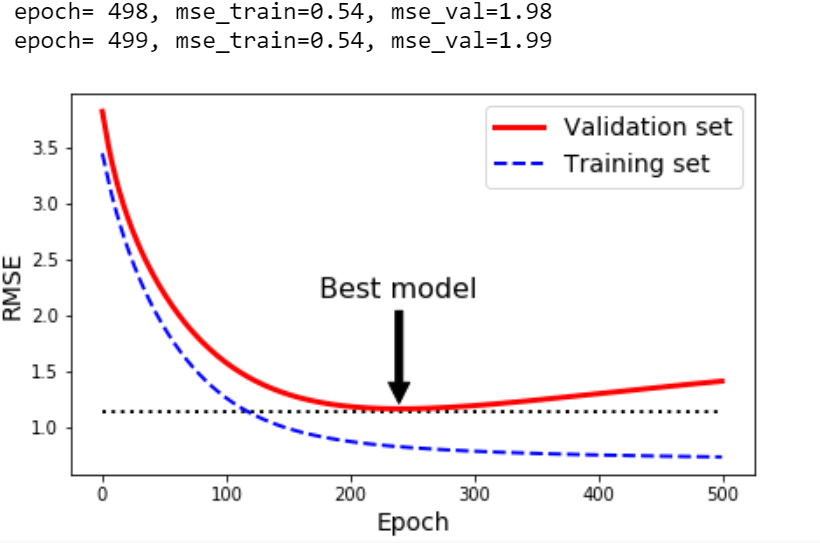 epoch= 498, mse_train=0.54, mse_val=1.98
epoch= 499, mse_train=0.54, mse_val=1.99
Validation set
Training set
3.5
3.0
2.5
2.0
1.5
1.0
RMSE
Best model
0 100 200 300 400 500
Epoch